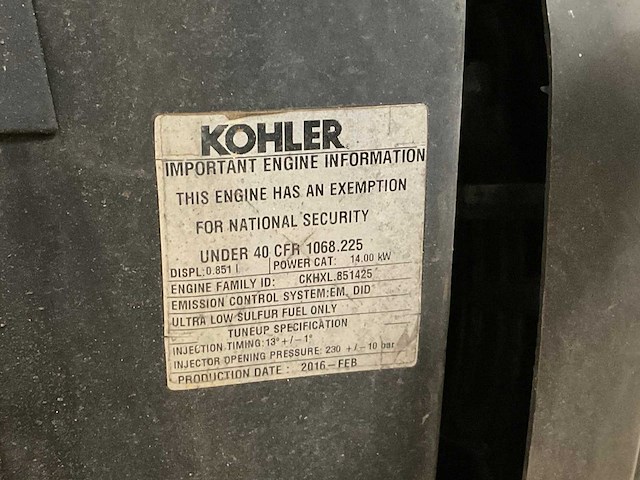 KOHLER
IMPORTANT ENGINE INFORMATION
THIS ENGINE HAS AN EXEMPTION
FOR NATIONAL SECURITY
UNDER 40 CFR 1068.225
DISPL: 0.851 l POWER CAT: 14.00 kW
ENGINE FAMILY ID: CKHXL.851425
EMISSION CONTROL SYSTEM: EM, DID
ULTRA LOW SULFUR FUEL ONLY
TUNEUP SPECIFICATION
INJECTION TIMING: 13° +/- 1°
INJECTOR OPENING PRESSURE: 230 +/- 10 bar
PRODUCTION DATE: 2016-FEB